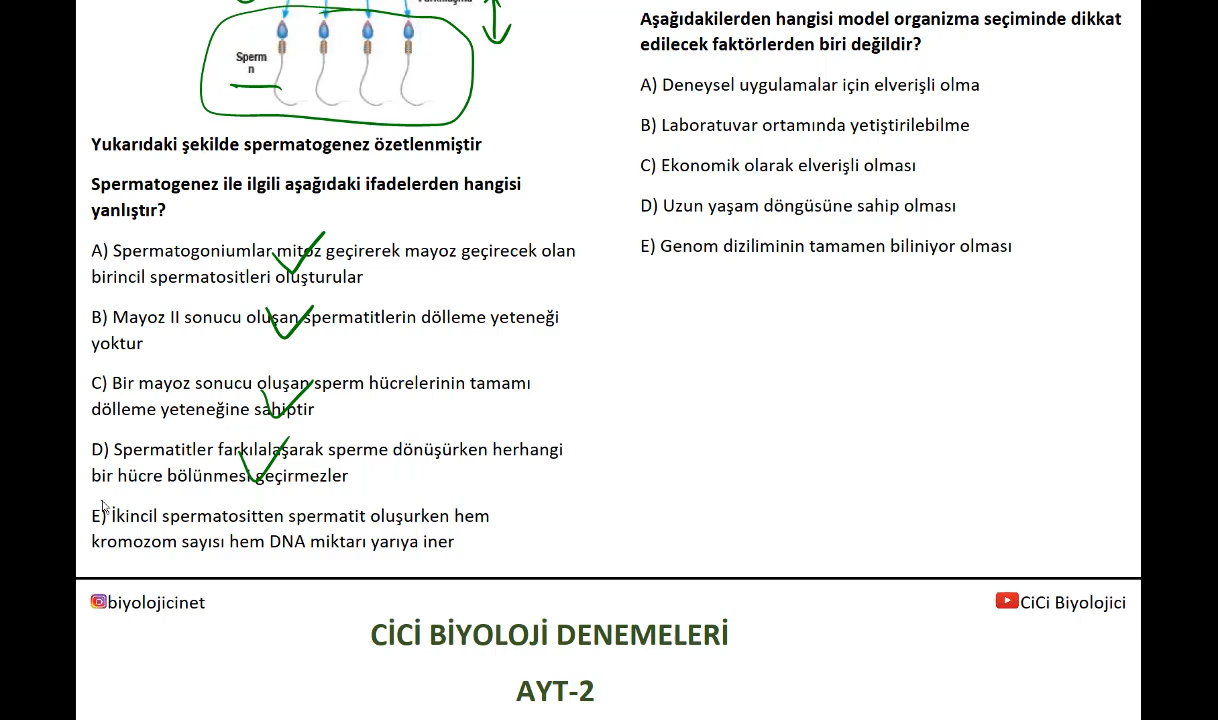 Sperm
n
Yukarıdaki şekilde spermatogenez özetlenmiştir
Spermatogenez ile ilgili aşağıdaki ifadelerden hangisi
yanlıştır?
A) Spermatogoniumlar mitoz geçirerek mayoz geçirecek olan
birincil spermatositleri oluşturular
B) Mayoz II sonucu oluşan spermatitlerin dölleme yeteneği
yoktur
C) Bir mayoz sonucu oluşan sperm hücrelerinin tamamı
dölleme yeteneğine sahiptir
D) Spermatitler farkılalaşarak sperme dönüşürken herhangi
bir hücre bölünmesi geçirmezler
E) İkincil spermatositten spermatit oluşurken hem
kromozom sayısı hem DNA miktarı yarıya iner
Aşağıdakilerden hangisi model organizma seçiminde dikkat
edilecek faktörlerden biri değildir?
A) Deneysel uygulamalar için elverişli olma
B) Laboratuvar ortamında yetiştirilebilme
C) Ekonomik olarak elverişli olması
D) Uzun yaşam döngüsüne sahip olması
E) Genom diziliminin tamamen biliniyor olması
biyolojicinet
CiCi Biyolojici
CİCİ BİYOLOJİ DENEMELERİ
AYT-2